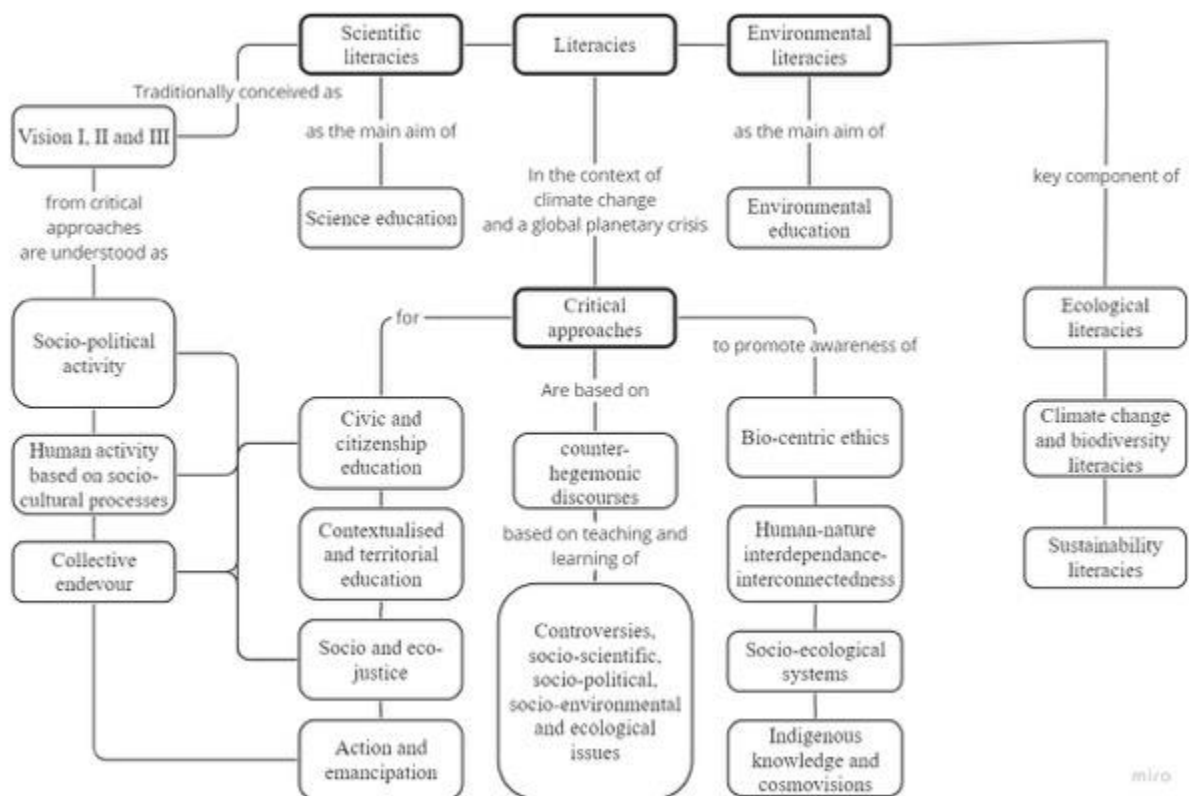 Scientific
literacies
Literacies
Environmental
literacies
Traditionally conceived as
Vision I, II and III
as the main aim of
as the main aim of
In the context of
climate change
and a global planetary crisis
key component of
from critical
approaches
are understood as
Science education
Environmental
education
Socio-political
activity
for
Critical
approaches
to promote awareness of
Ecological
literacies
Are based on
Civic and
citizenship
education
Bio-centric ethics
Climate change
and biodiversity
literacies
Human activity
based on socio-
cultural processes
counter-
hegemonic
discourses
Contextualised
and territorial
education
based on teaching and
learning of
Human-nature
interdependance-
interconnectedness
Collective
endevour
Sustainability
literacies
Socio and eco-
justice
Controversies,
socio-scientific,
socio-political,
socio-environmental
and ecological
issues
Socio-ecological
systems
Action and
emancipation
Indigenous
knowledge and
cosmovisions
miro